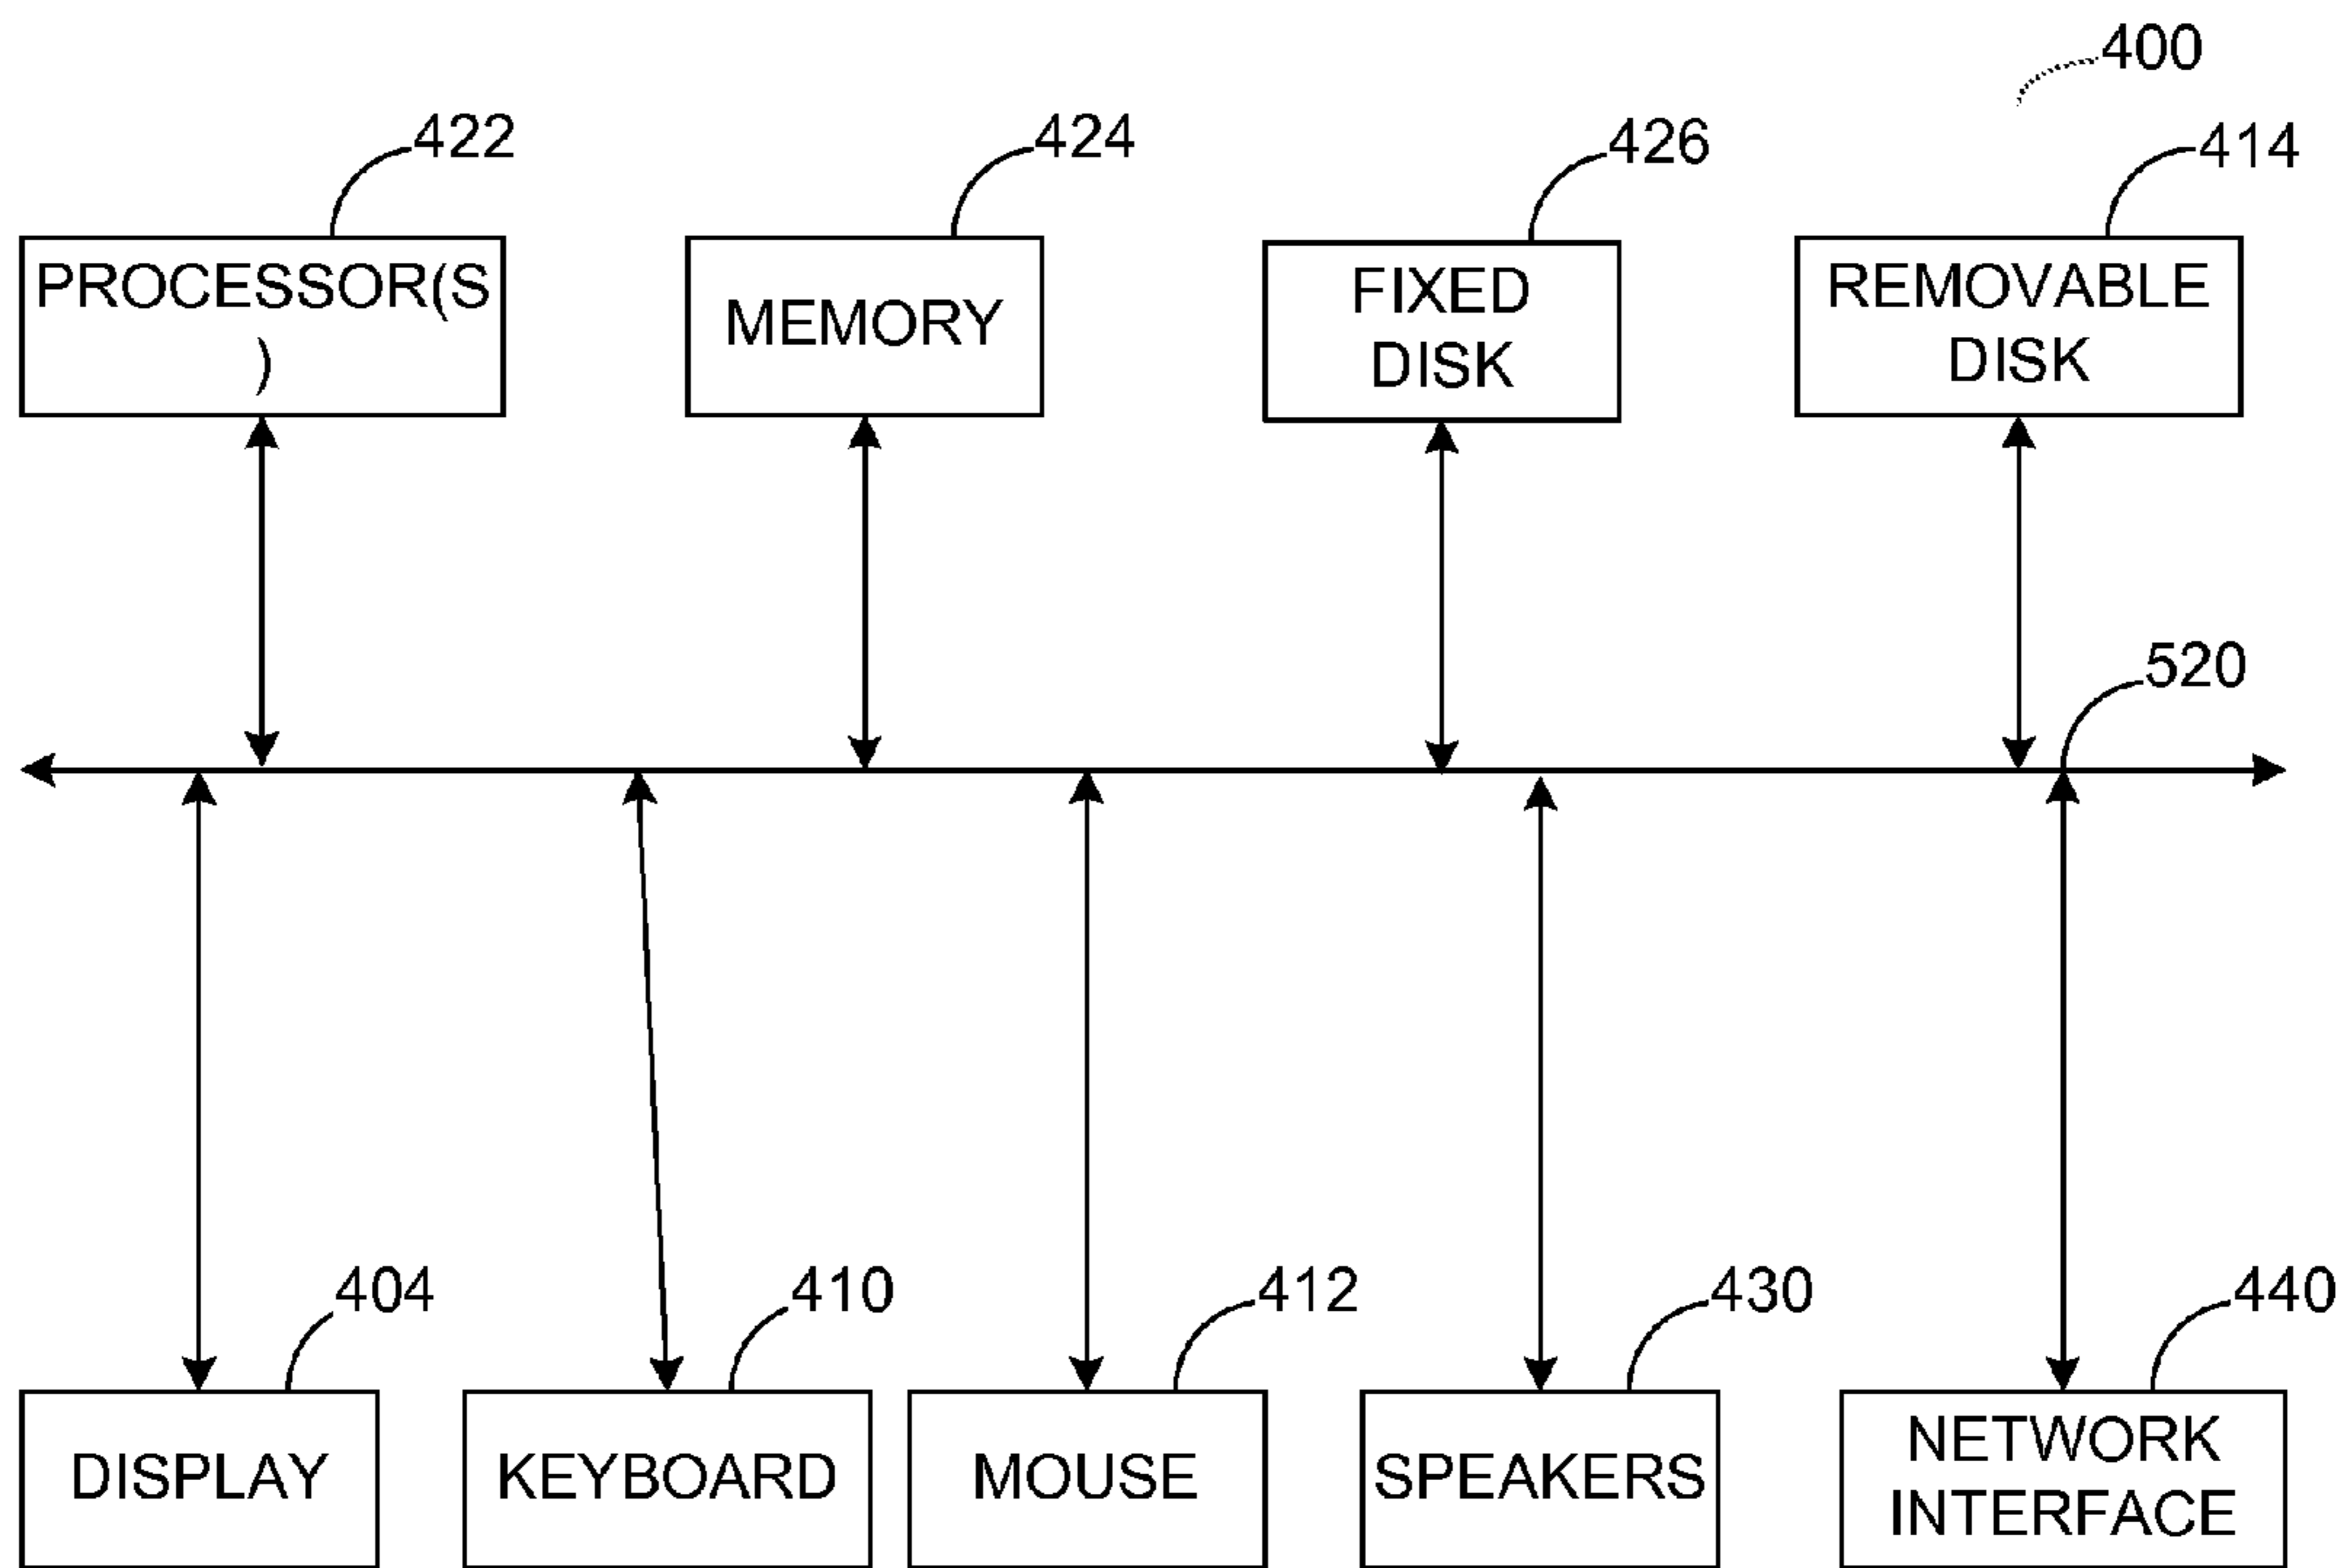 400
422
424
426
414
PROCESSOR(S
)
MEMORY
FIXED
DISK
REMOVABLE
DISK
520
404
410
412
430
440
DISPLAY
KEYBOARD
MOUSE
SPEAKERS
NETWORK
INTERFACE